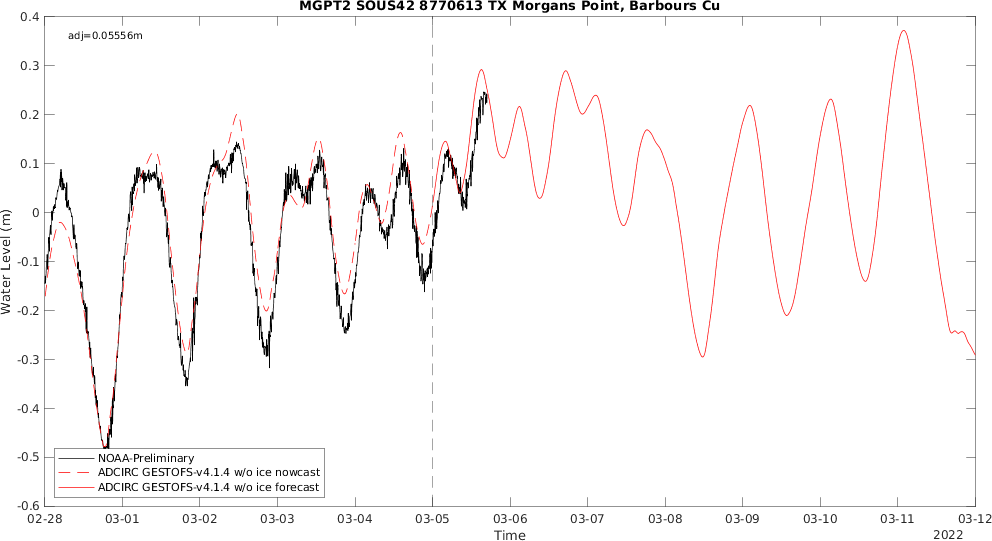 MGPT2 SOUS42 8770613 TX Morgans Point, Barbours Cu
adj=0.05556m
0.4
0.3
0.2
0.1
0
-0.1
-0.2
-0.3
-0.4
-0.5
-0.6
Water Level (m)
NOAA-Preliminary
ADCIRC GESTOFS-v4.1.4 w/o ice nowcast
ADCIRC GESTOFS-v4.1.4 w/o ice forecast
02-28 03-01 03-02 03-03 03-04 03-05 03-06 03-07 03-08 03-09 03-10 03-11 03-12
Time
2022